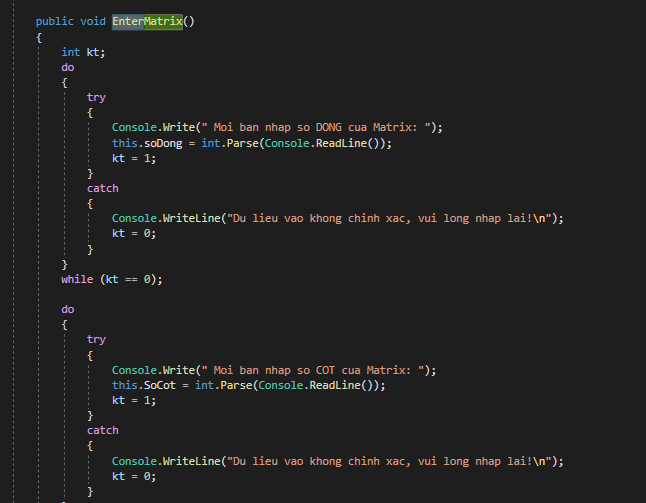 public void EnterMatrix()
{
int kt;
do
{
try
{
Console.Write(" Moi ban nhap so DONG cua Matrix: ");
this.soDong = int.Parse(Console.ReadLine());
kt = 1;
}
catch
{
Console.WriteLine("Du lieu vao khong chinh xac, vui long nhap lai!\n");
kt = 0;
}
}
while (kt == 0);
do
{
try
{
Console.Write(" Moi ban nhap so COT cua Matrix: ");
this.SoCot = int.Parse(Console.ReadLine());
kt = 1;
}
catch
{
Console.WriteLine("Du lieu vao khong chinh xac, vui long nhap lai!\n");
kt = 0;
}
}